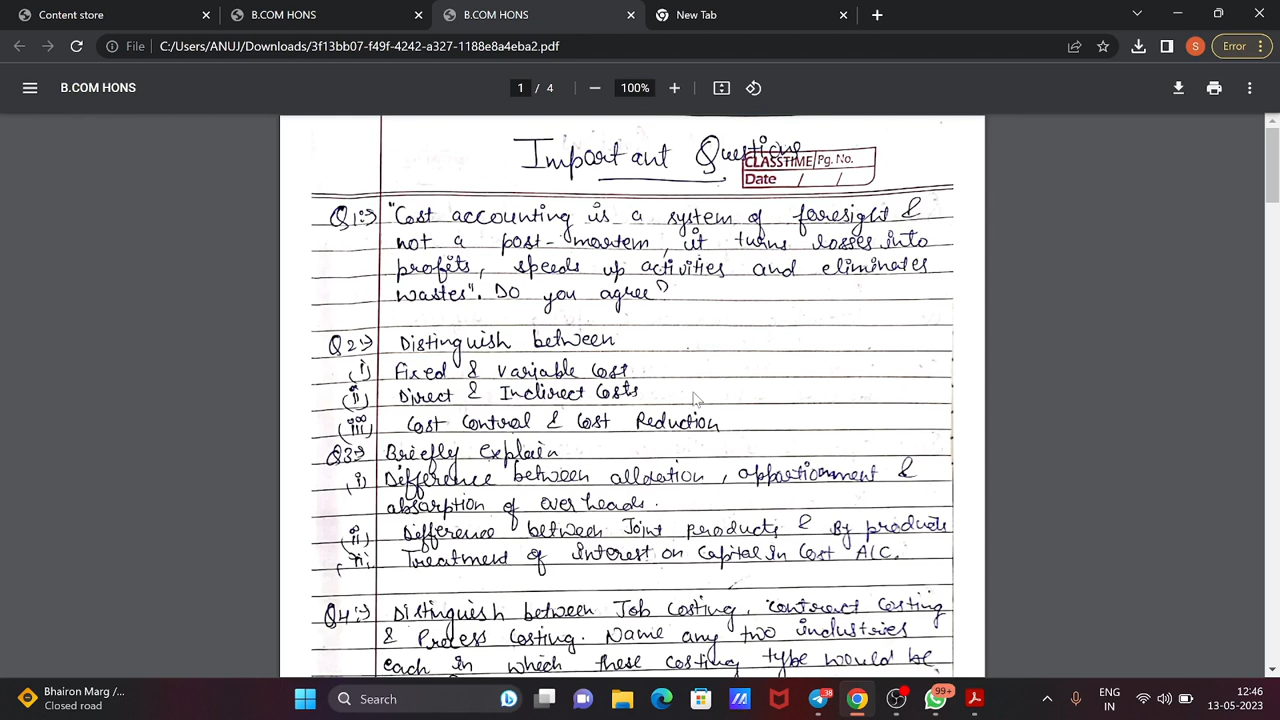 Content store
B.COM HONS
B.COM HONS
New Tab
File
C:/Users/ANUJ/Downloads/3f13bb07-f49f-4242-a327-1188e8a4eba2.pdf
S
Error
B.COM HONS
1 / 4
100%
Important Questions
CLASSTIME/Pg. No.
Date / /
Q1:-> "Cost accounting is a system of foresight &
not a post-mortem, it turns losses into
profits, speeds up activities and eliminates
wastes". Do you agree?
Q2:-> Distinguish between
(i) Fixed & Variable Cost
(ii) Direct & Indirect Costs
(iii) Cost Control & Cost Reduction
Q3:-> Briefly explain
(i) Difference between allocation, apportionment &
absorption of overheads.
(ii) Difference between Joint products & By products
(iii) Treatment of interest on Capital in Cost A/C.
Q4:-> Distinguish between Job costing, contract costing
& Process costing. Name any two industries
each in which these costing type would be
Bhairon Marg /...
Closed road
Search
38
99+
ENG
IN
12:46
13-05-2023